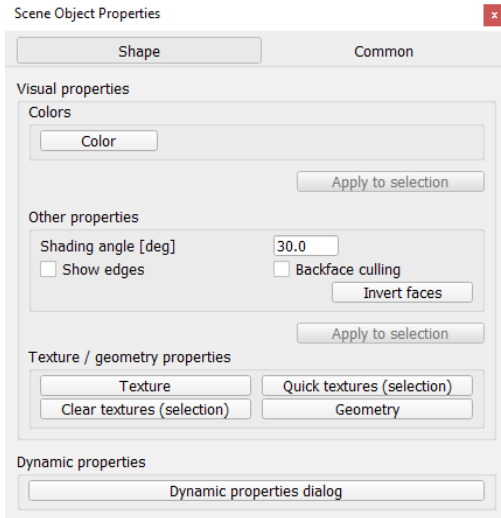 Scene Object Properties x
Shape Common
Visual properties
Colors
Color
Apply to selection
Other properties
Shading angle [deg] 30.0
Show edges Backface culling
Invert faces
Apply to selection
Texture / geometry properties
Texture Quick textures (selection)
Clear textures (selection) Geometry
Dynamic properties
Dynamic properties dialog